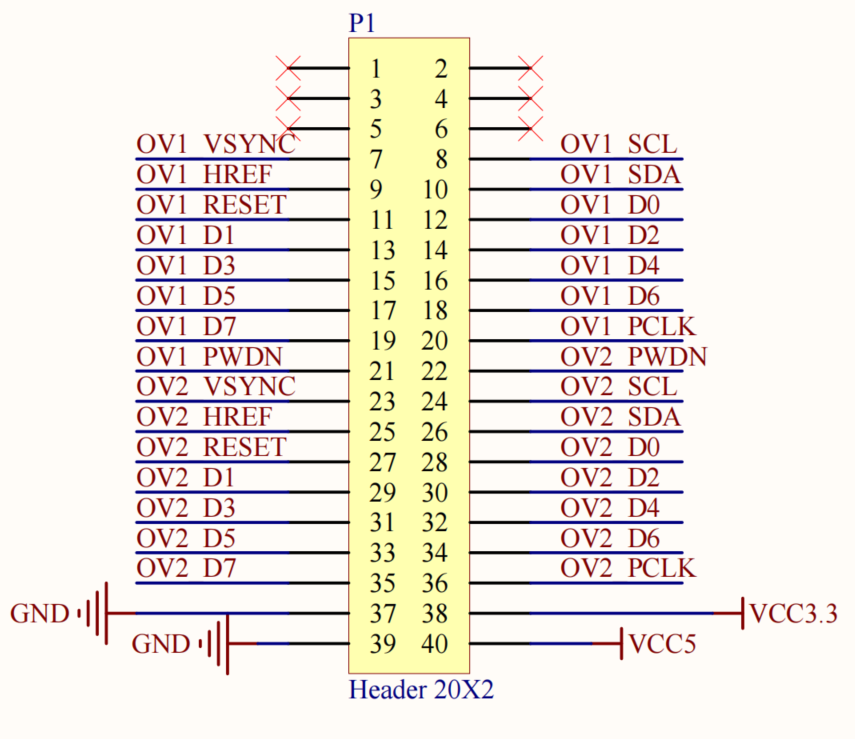 P1
1 2
3 4
5 6
OV1 VSYNC 7 8 OV1 SCL
OV1 HREF 9 10 OV1 SDA
OV1 RESET 11 12 OV1 D0
OV1 D1 13 14 OV1 D2
OV1 D3 15 16 OV1 D4
OV1 D5 17 18 OV1 D6
OV1 D7 19 20 OV1 PCLK
OV1 PWDN 21 22 OV2 PWDN
OV2 VSYNC 23 24 OV2 SCL
OV2 HREF 25 26 OV2 SDA
OV2 RESET 27 28 OV2 D0
OV2 D1 29 30 OV2 D2
OV2 D3 31 32 OV2 D4
OV2 D5 33 34 OV2 D6
OV2 D7 35 36 OV2 PCLK
GND 37 38 VCC3.3
GND 39 40 VCC5
Header 20X2